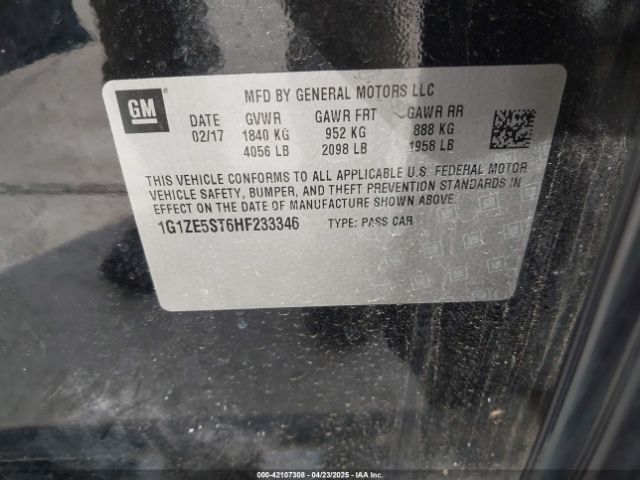 GM
MFD BY GENERAL MOTORS LLC
DATE GVWR GAWR FRT GAWR RR
02/17 1840 KG 952 KG 888 KG
4056 LB 2098 LB 1958 LB
THIS VEHICLE CONFORMS TO ALL APPLICABLE U.S. FEDERAL MOTOR
VEHICLE SAFETY, BUMPER, AND THEFT PREVENTION STANDARDS IN
EFFECT ON THE DATE OF MANUFACTURE SHOWN ABOVE.
1G1ZE5ST6HF233346 TYPE: PASS CAR
000-42107308 - 04/23/2025 - IAAI.COM